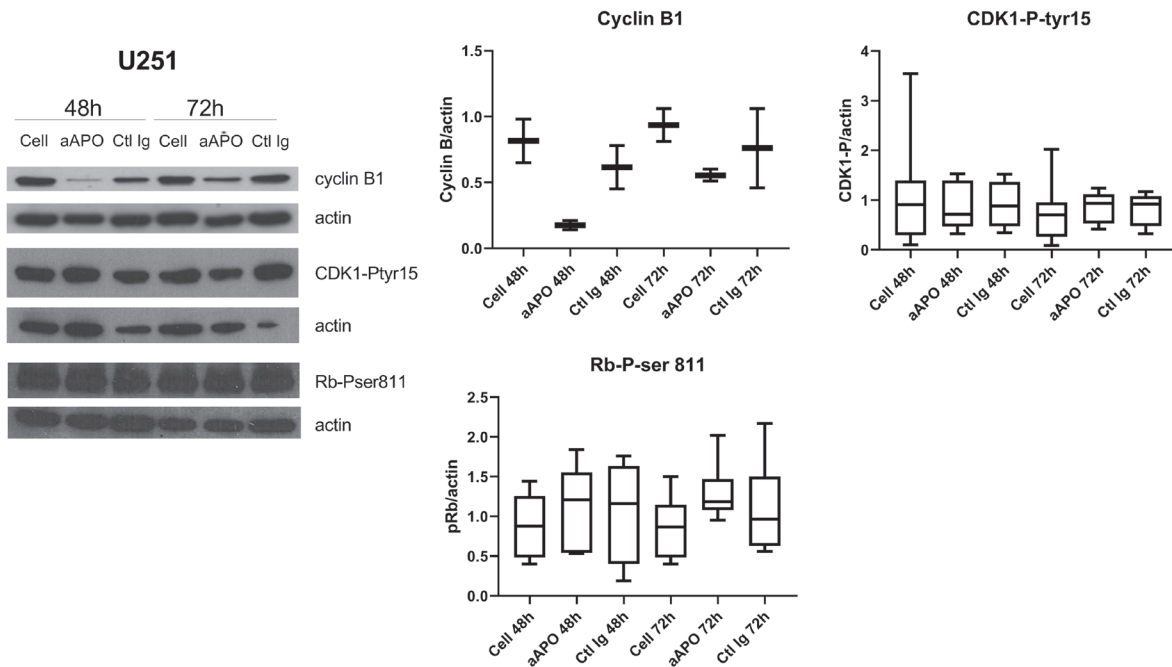 U251
48h 72h
Cell aAPO Ctl Ig Cell aAPO Ctl Ig
cyclin B1
actin
CDK1-Ptyr15
actin
Rb-Pser811
actin
Cyclin B1
Cyclin B/actin
1.5
1.0
0.5
0.0
Cell 48h
aAPO 48h
Ctl Ig 48h
Cell 72h
aAPO 72h
Ctl Ig 72h
CDK1-P-tyr15
CDK1-P/actin
4
3
2
1
0
Cell 48h
aAPO 48h
Ctl Ig 48h
Cell 72h
aAPO 72h
Ctl Ig 72h
Rb-P-ser 811
pRb/actin
2.5
2.0
1.5
1.0
0.5
0.0
Cell 48h
aAPO 48h
Ctl Ig 48h
Cell 72h
aAPO 72h
Ctl Ig 72h